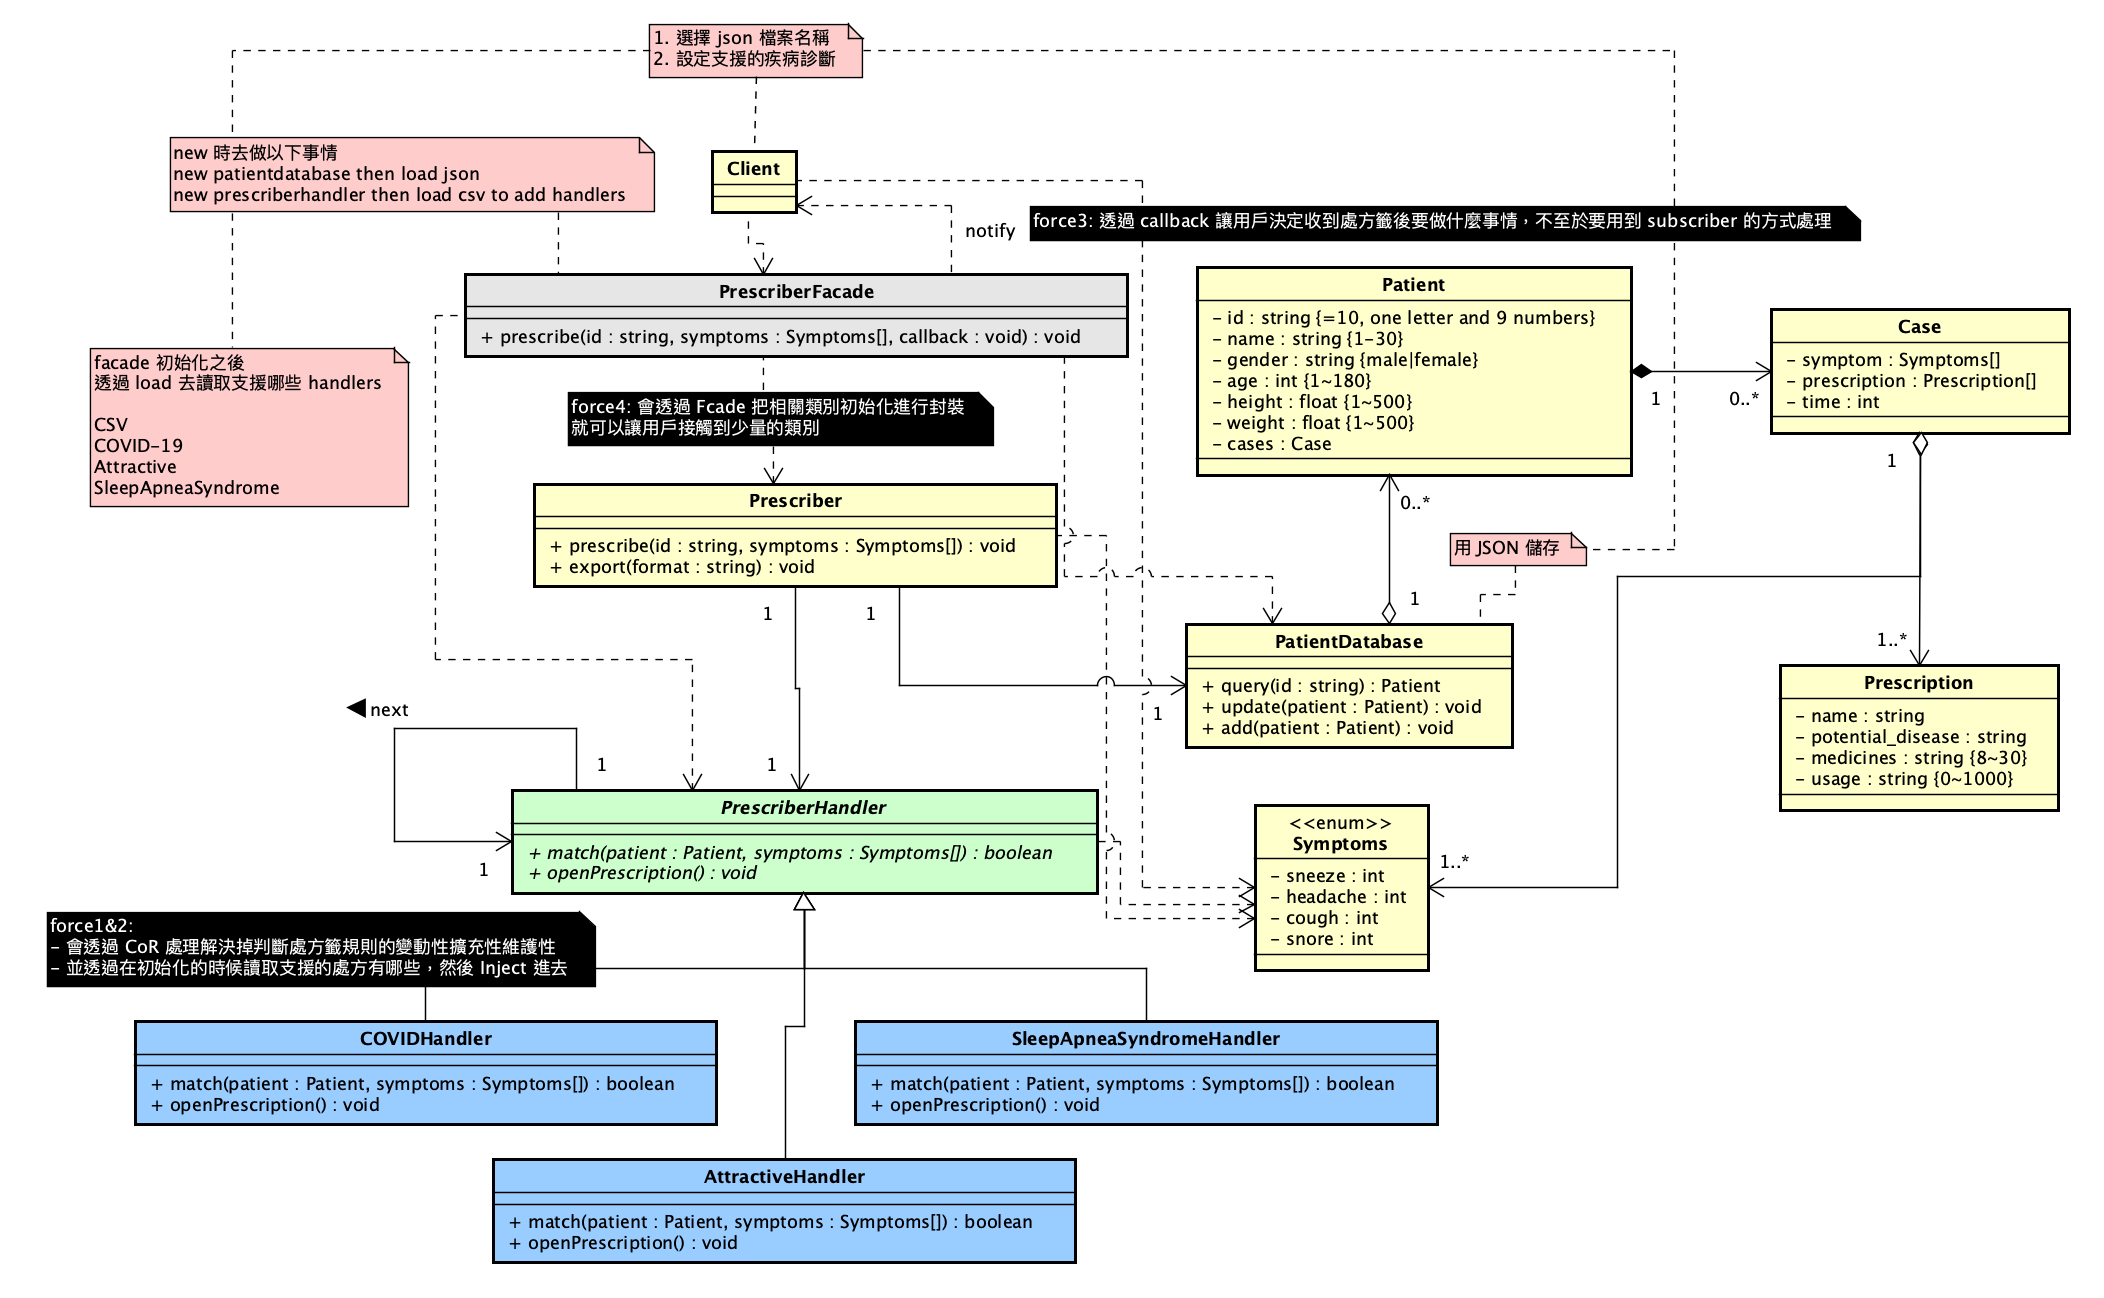 1. 選擇 json 檔案名稱
2. 設定支援的疾病診斷
new 時去做以下事情
new patientdatabase then load json
new prescriberhandler then load csv to add handlers
Client
notify
force3: 透過 callback 讓用戶決定收到處方籤後要做什麼事情，不至於要用到 subscriber 的方式處理
PrescriberFacade
+ prescribe(id : string, symptoms : Symptoms[], callback : void) : void
Patient
- id : string {=10, one letter and 9 numbers}
- name : string {1-30}
- gender : string {male|female}
- age : int {1~180}
- height : float {1~500}
- weight : float {1~500}
- cases : Case
1
0..*
Case
- symptom : Symptoms[]
- prescription : Prescription[]
- time : int
1
facade 初始化之後
透過 load 去讀取支援哪些 handlers
CSV
COVID-19
Attractive
SleepApneaSyndrome
force4: 會透過 Fcade 把相關類別初始化進行封裝
就可以讓用戶接觸到少量的類別
Prescriber
+ prescribe(id : string, symptoms : Symptoms[]) : void
+ export(format : string) : void
0..*
用 JSON 儲存
1
1
1
1..*
PatientDatabase
+ query(id : string) : Patient
+ update(patient : Patient) : void
+ add(patient : Patient) : void
1
Prescription
- name : string
- potential_disease : string
- medicines : string {8~30}
- usage : string {0~1000}
next
1
1
1
PrescriberHandler
+ match(patient : Patient, symptoms : Symptoms[]) : boolean
+ openPrescription() : void
<<enum>>
Symptoms
- sneeze : int
- headache : int
- cough : int
- snore : int
1..*
force1&2:
- 會透過 CoR 處理解決掉判斷處方籤規則的變動性擴充性維護性
- 並透過在初始化的時候讀取支援的處方有哪些，然後 Inject 進去
COVIDHandler
+ match(patient : Patient, symptoms : Symptoms[]) : boolean
+ openPrescription() : void
SleepApneaSyndromeHandler
+ match(patient : Patient, symptoms : Symptoms[]) : boolean
+ openPrescription() : void
AttractiveHandler
+ match(patient : Patient, symptoms : Symptoms[]) : boolean
+ openPrescription() : void